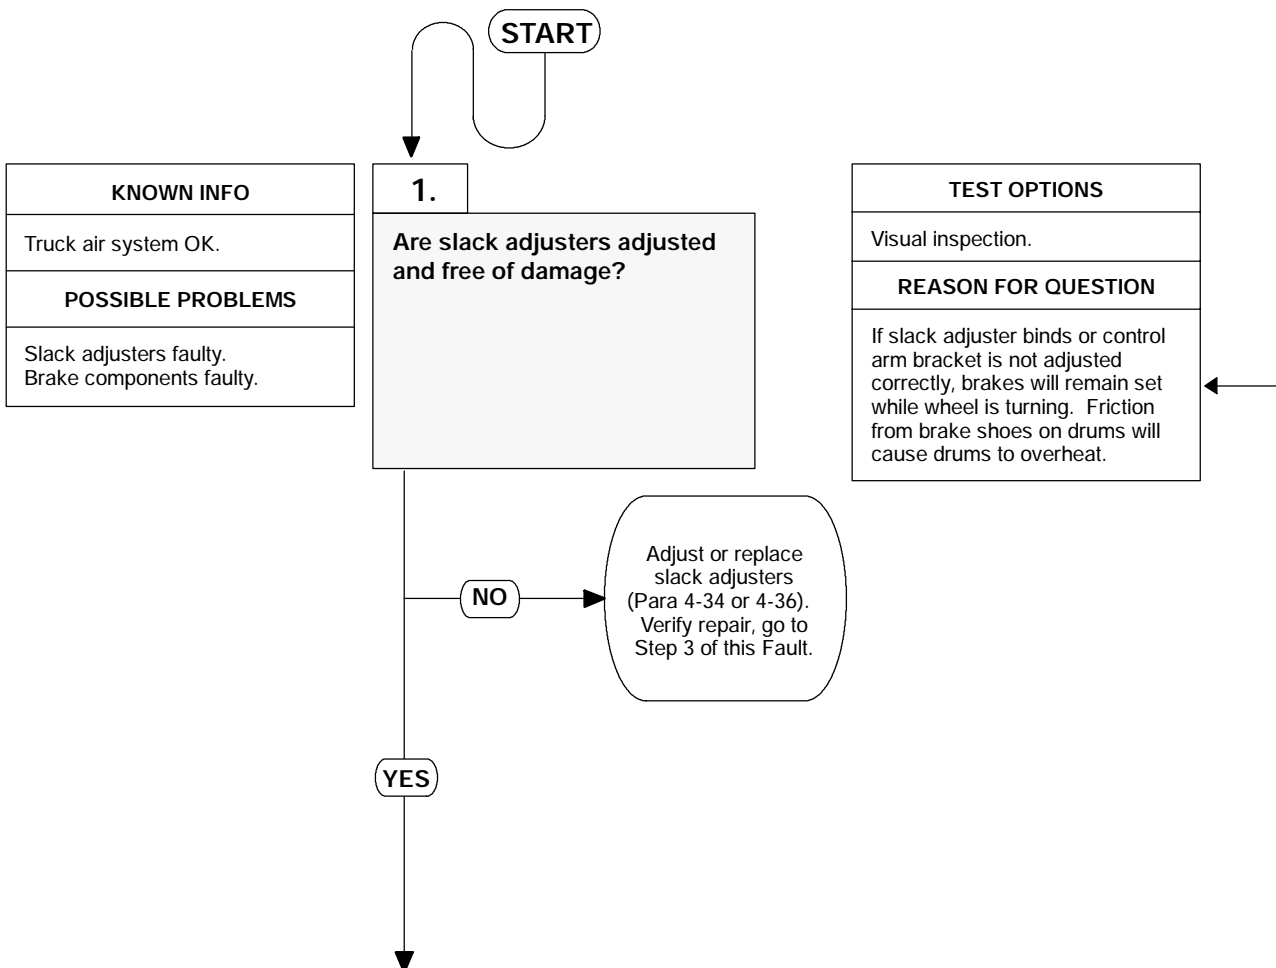 START
KNOWN INFO
Truck air system OK.
POSSIBLE PROBLEMS
Slack adjusters faulty.
Brake components faulty.
1.
Are slack adjusters adjusted
and free of damage?
TEST OPTIONS
Visual inspection.
REASON FOR QUESTION
If slack adjuster binds or control
arm bracket is not adjusted
correctly, brakes will remain set
while wheel is turning. Friction
from brake shoes on drums will
cause drums to overheat.
NO
Adjust or replace
slack adjusters
(Para 4-34 or 4-36).
Verify repair, go to
Step 3 of this Fault.
YES